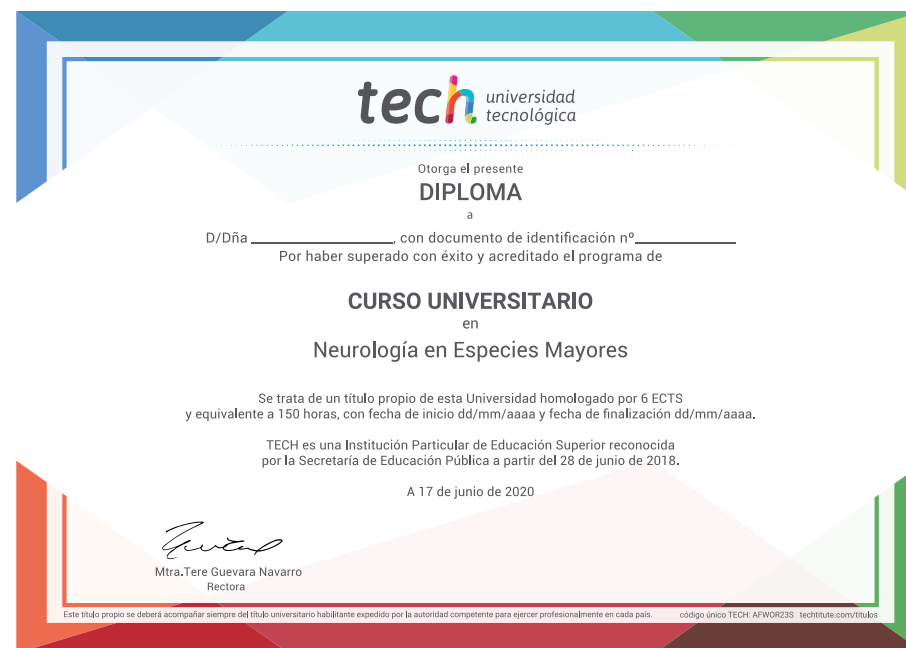 tech universidad
tecnológica
Otorga el presente
DIPLOMA
a
D/Dña ____________________, con documento de identificación nº______________
Por haber superado con éxito y acreditado el programa de
CURSO UNIVERSITARIO
en
Neurología en Especies Mayores
Se trata de un título propio de esta Universidad homologado por 6 ECTS
y equivalente a 150 horas, con fecha de inicio dd/mm/aaaa y fecha de finalización dd/mm/aaaa.
TECH es una Institución Particular de Educación Superior reconocida
por la Secretaría de Educación Pública a partir del 28 de junio de 2018.
A 17 de junio de 2020
Mtra.Tere Guevara Navarro
Rectora
Este título propio se deberá acompañar siempre del título universitario habilitante expedido por la autoridad competente para ejercer profesionalmente en cada país. código único TECH: AFWOR23S techtitute.com/titulos